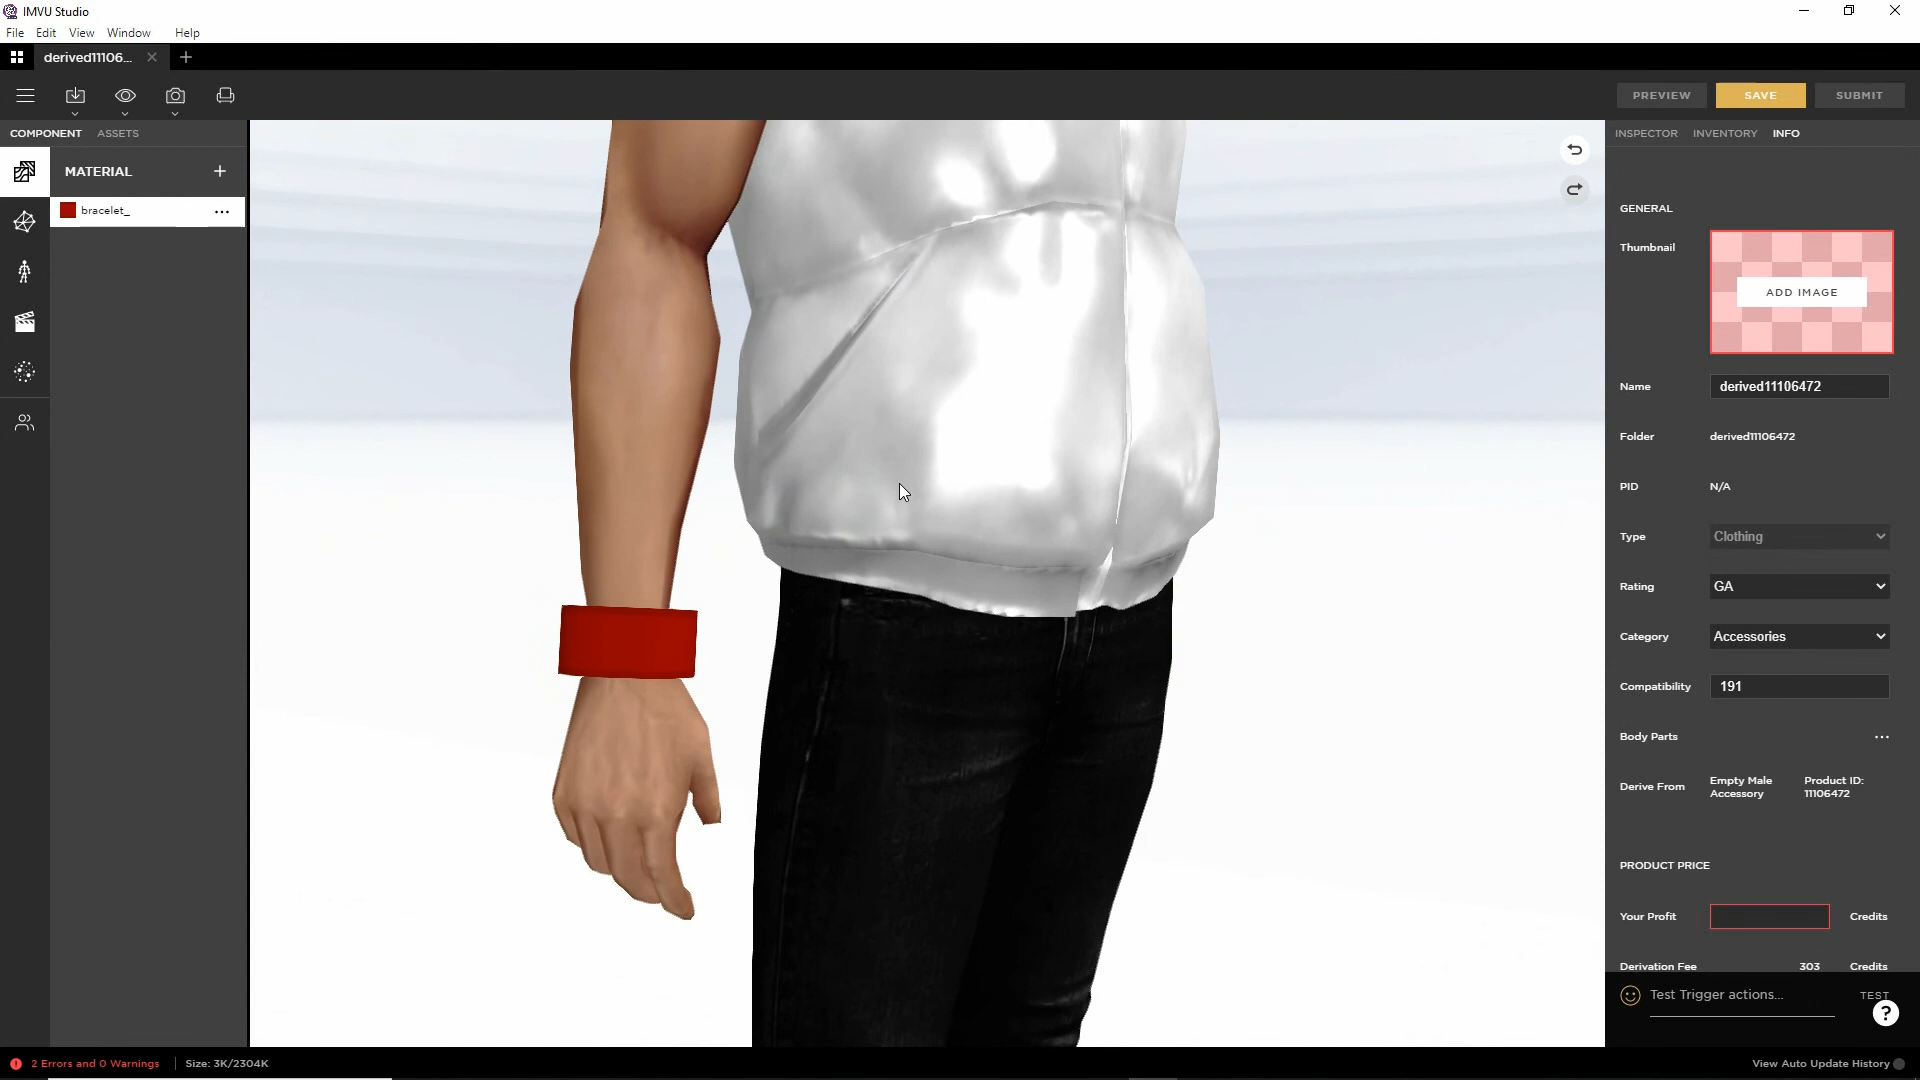 IMVU Studio
File Edit View Window Help
derived11106...
PREVIEW SAVE SUBMIT
COMPONENT ASSETS
INSPECTOR INVENTORY INFO
MATERIAL
bracelet_
GENERAL
Thumbnail
ADD IMAGE
Name derived11106472
Folder derived11106472
PID N/A
Type Clothing
Rating GA
Category Accessories
Compatibility 191
Body Parts ...
Derive From Empty Male Accessory Product ID: 11106472
PRODUCT PRICE
Your Profit Credits
Derivation Fee 303 Credits
Test Trigger actions... TEST
?
2 Errors and 0 Warnings Size: 3K/2304K
View Auto Update History